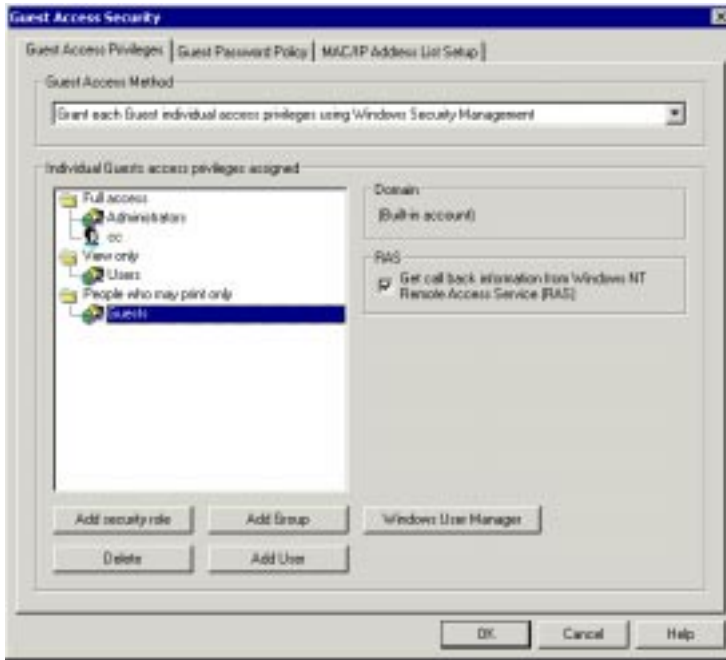 Guest Access Security
Guest Access Privileges
Guest Password Policy
MAC/IP Address List Setup
Guest Access Method
Grant each Guest individual access privileges using Windows Security Management
Individual Guests access privileges assigned
Full access
Administrators
cc
View only
Users
People who may print only
Guests
Domain
(Built-in account)
RAS
Get call back information from Windows NT
Remote Access Service (RAS)
Add security role
Add Group
Windows User Manager
Delete
Add User
OK
Cancel
Help